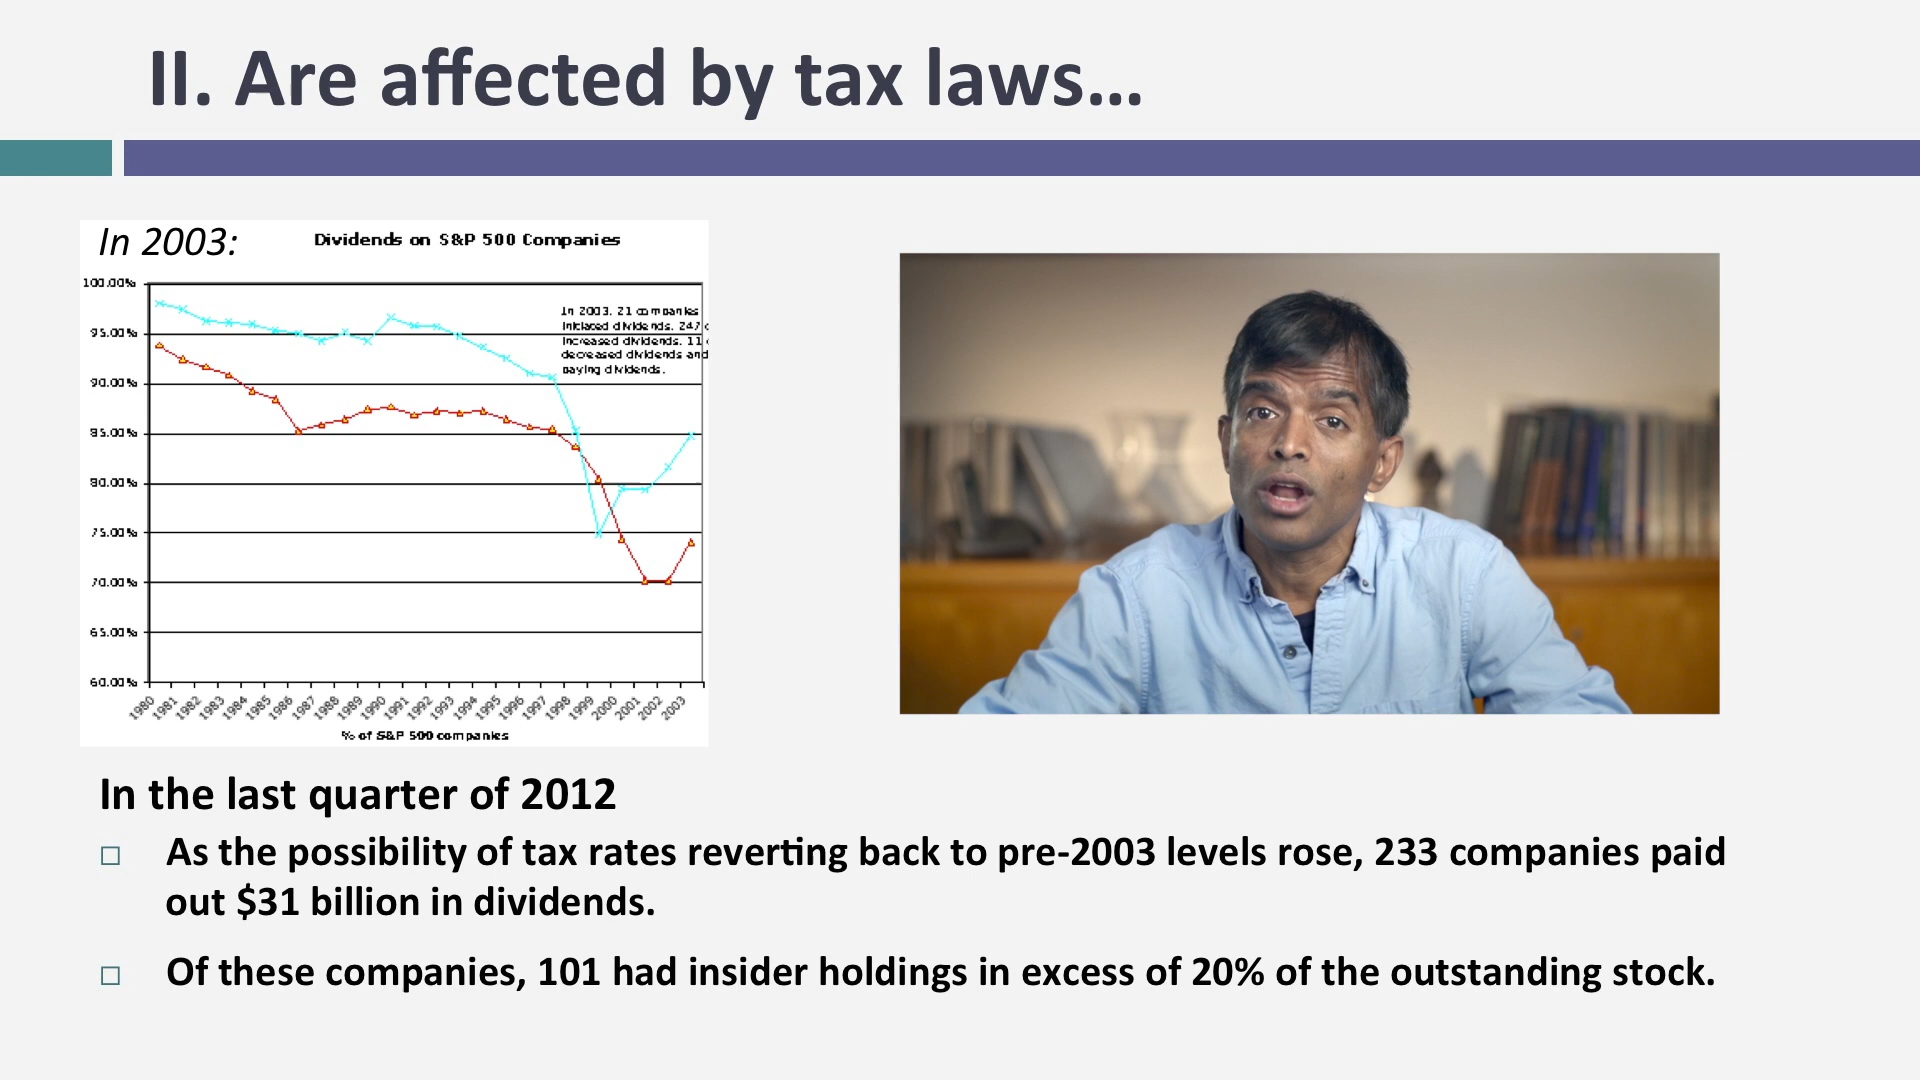 II. Are affected by tax laws…
In 2003:
Dividends on S&P 500 Companies
100.00%
95.00%
90.00%
85.00%
80.00%
75.00%
70.00%
65.00%
60.00%
In 2003, 21 companies
initiated dividends, 247
increased dividends, 11
decreased dividends and
paying dividends.
1980 1981 1982 1983 1984 1985 1986 1987 1988 1989 1990 1991 1992 1993 1994 1995 1996 1997 1998 1999 2000 2001 2002 2003
% of S&P 500 companies
In the last quarter of 2012
As the possibility of tax rates reverting back to pre-2003 levels rose, 233 companies paid
out $31 billion in dividends.
Of these companies, 101 had insider holdings in excess of 20% of the outstanding stock.